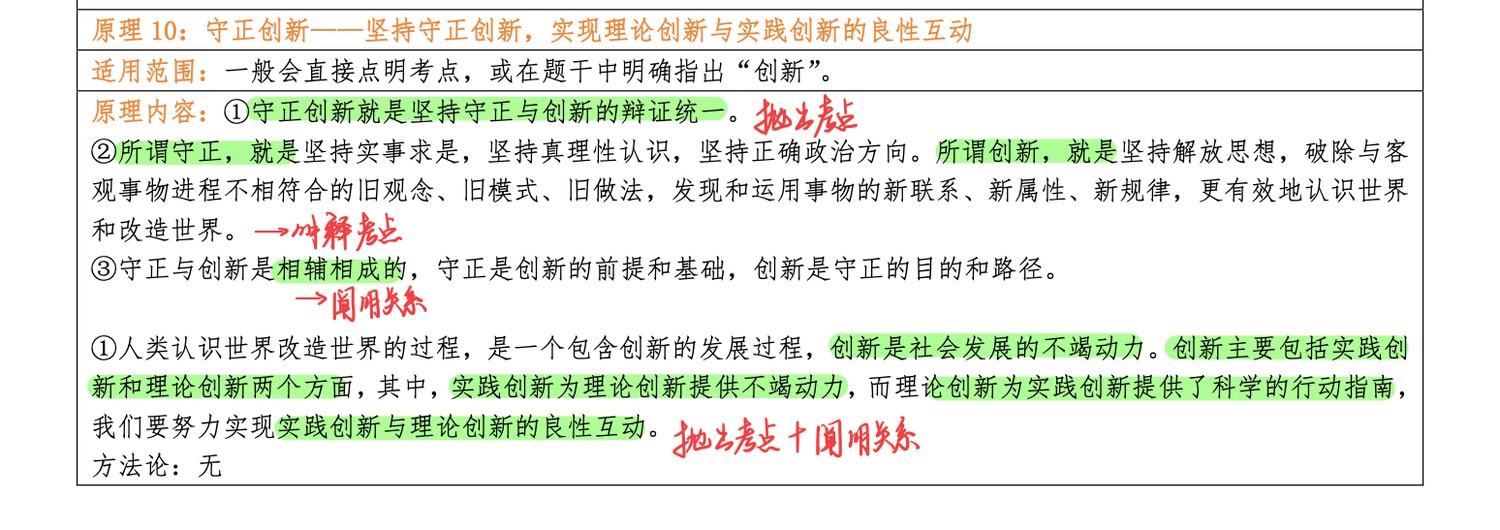 原理 10：守正创新——坚持守正创新，实现理论创新与实践创新的良性互动
适用范围：一般会直接点明考点，或在题干中明确指出“创新”。
原理内容：①守正创新就是坚持守正与创新的辩证统一。抛出考点
②所谓守正，就是坚持实事求是，坚持真理性认识，坚持正确政治方向。所谓创新，就是坚持解放思想，破除与客
观事物进程不相符合的旧观念、旧模式、旧做法，发现和运用事物的新联系、新属性、新规律，更有效地认识世界
和改造世界。→解释考点
③守正与创新是相辅相成的，守正是创新的前提和基础，创新是守正的目的和路径。
→阐明关系
①人类认识世界改造世界的过程，是一个包含创新的发展过程，创新是社会发展的不竭动力。创新主要包括实践创
新和理论创新两个方面，其中，实践创新为理论创新提供不竭动力，而理论创新为实践创新提供了科学的行动指南，
我们要努力实现实践创新与理论创新的良性互动。抛出考点+阐明关系
方法论：无